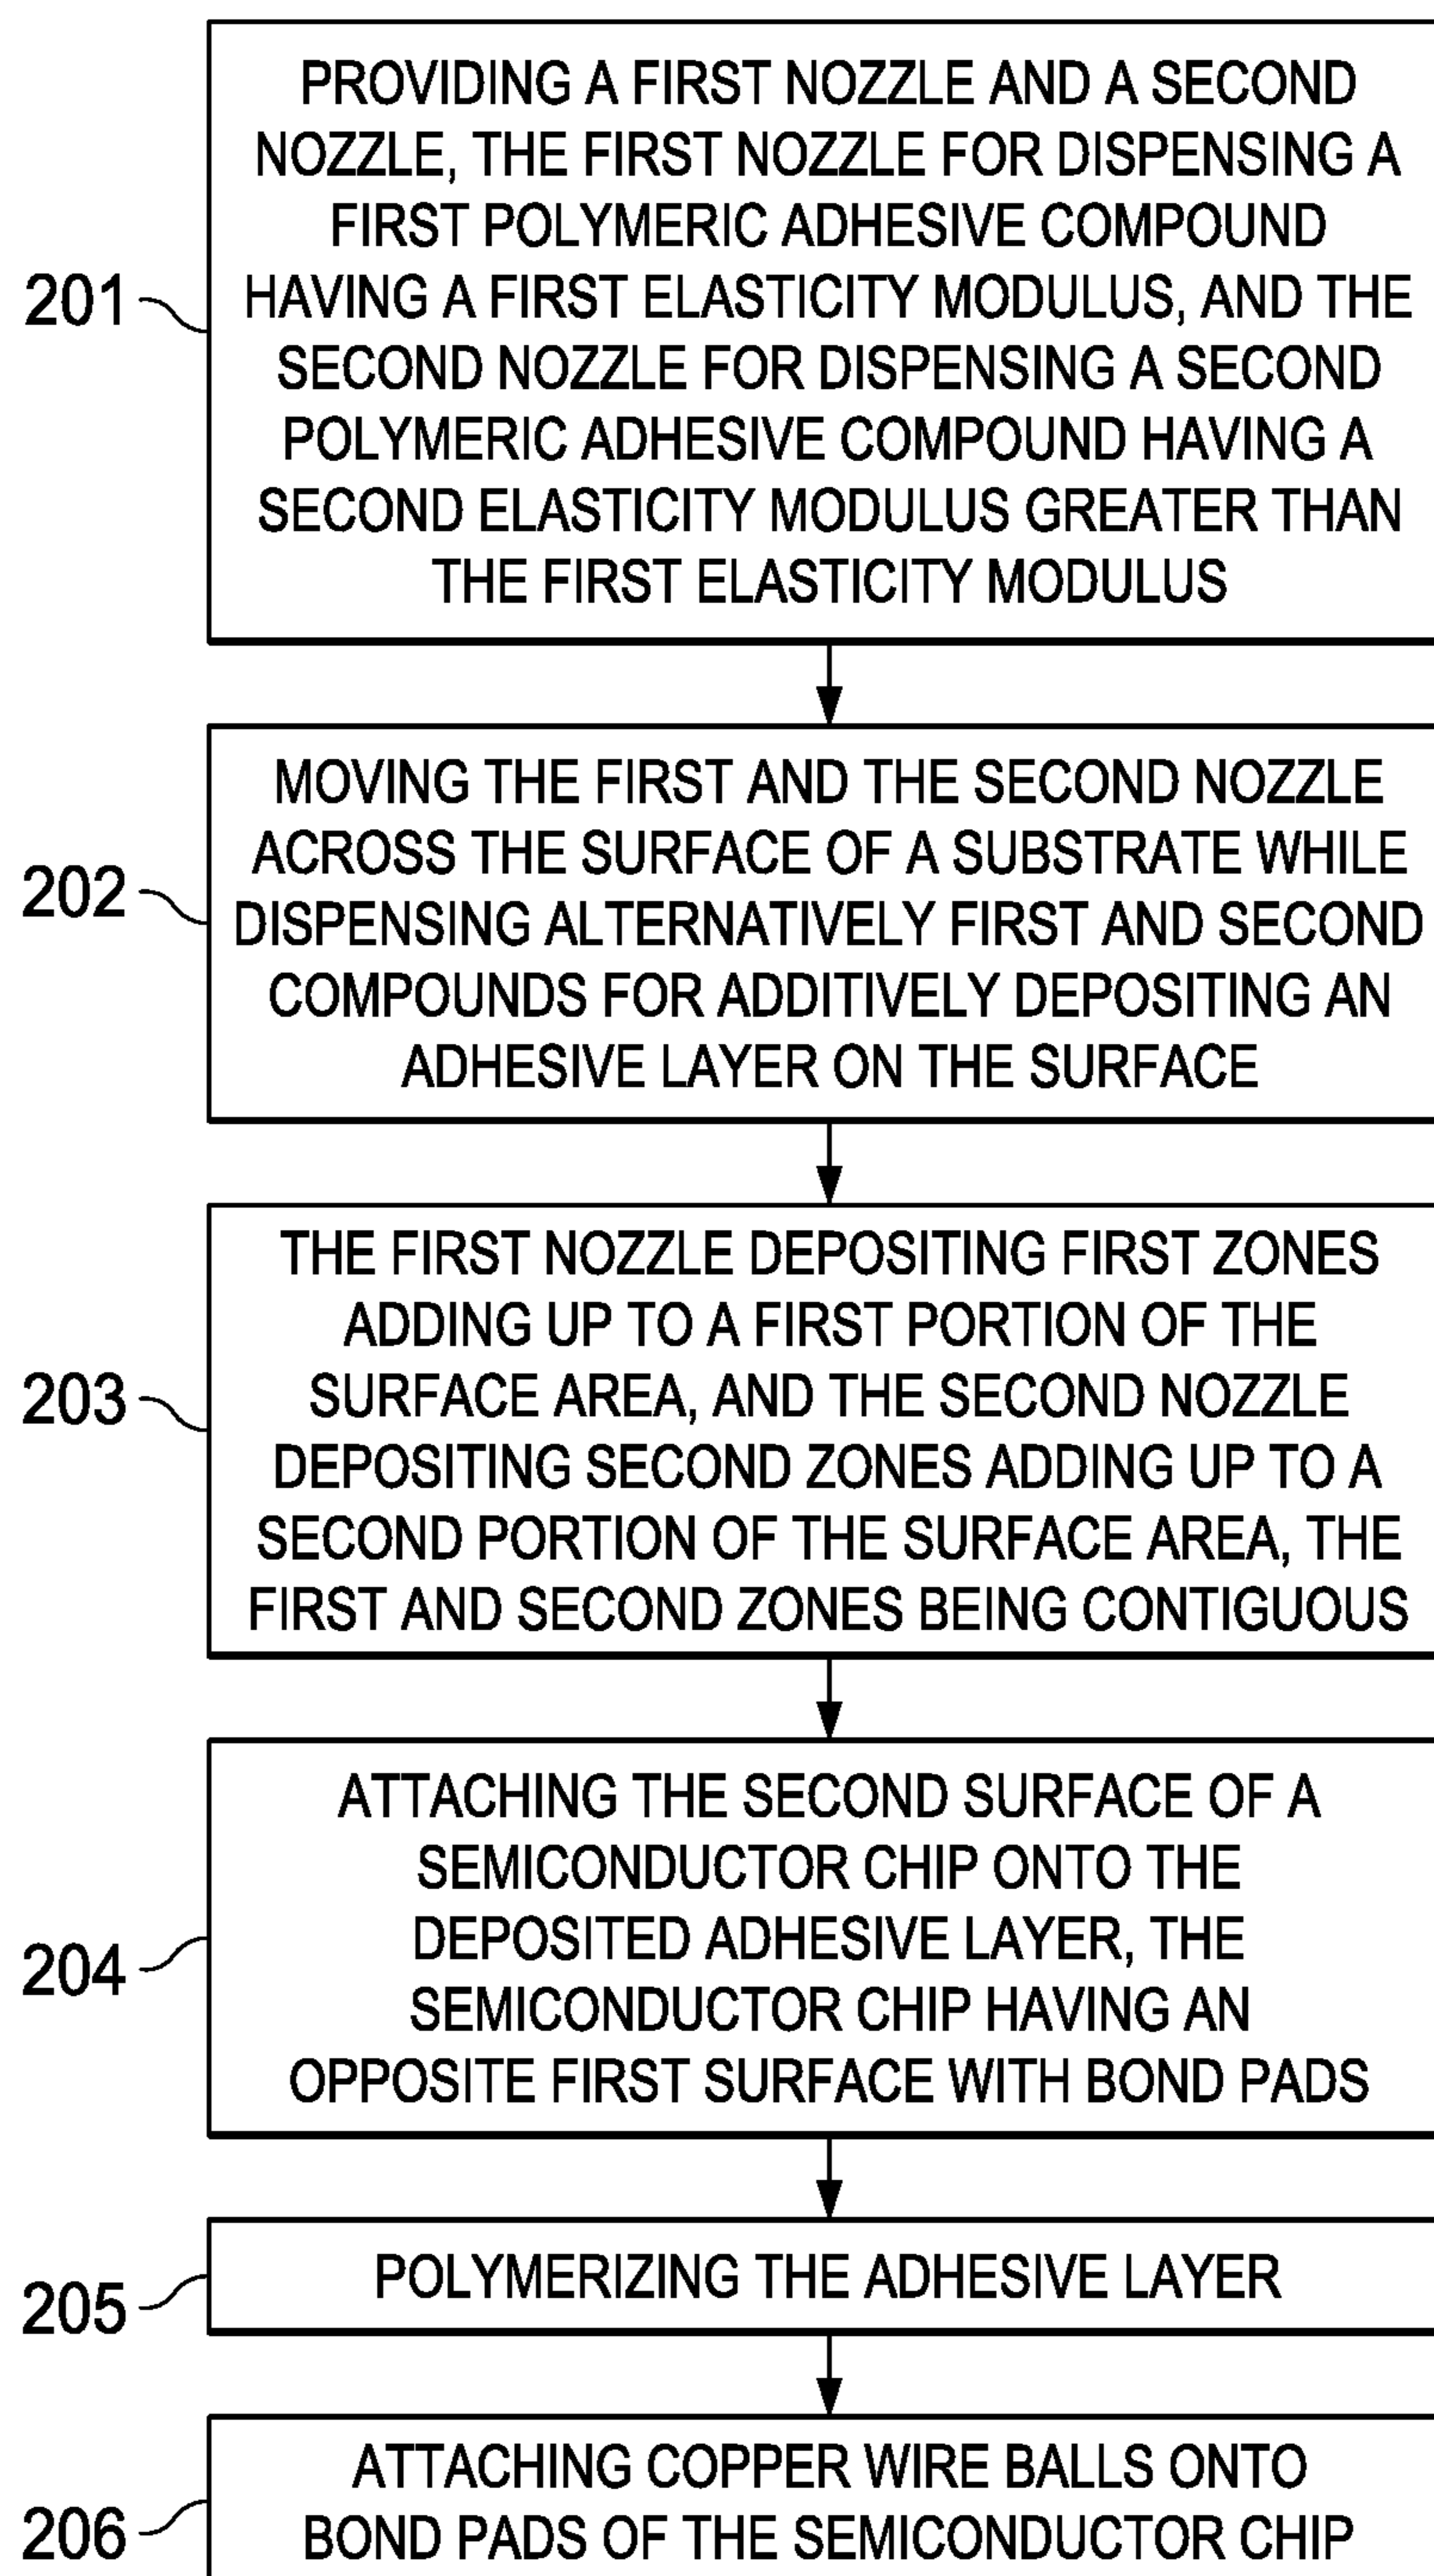 PROVIDING A FIRST NOZZLE AND A SECOND
NOZZLE, THE FIRST NOZZLE FOR DISPENSING A
FIRST POLYMERIC ADHESIVE COMPOUND
HAVING A FIRST ELASTICITY MODULUS, AND THE
SECOND NOZZLE FOR DISPENSING A SECOND
POLYMERIC ADHESIVE COMPOUND HAVING A
SECOND ELASTICITY MODULUS GREATER THAN
THE FIRST ELASTICITY MODULUS
201
MOVING THE FIRST AND THE SECOND NOZZLE
ACROSS THE SURFACE OF A SUBSTRATE WHILE
DISPENSING ALTERNATIVELY FIRST AND SECOND
COMPOUNDS FOR ADDITIVELY DEPOSITING AN
ADHESIVE LAYER ON THE SURFACE
202
THE FIRST NOZZLE DEPOSITING FIRST ZONES
ADDING UP TO A FIRST PORTION OF THE
SURFACE AREA, AND THE SECOND NOZZLE
DEPOSITING SECOND ZONES ADDING UP TO A
SECOND PORTION OF THE SURFACE AREA, THE
FIRST AND SECOND ZONES BEING CONTIGUOUS
203
ATTACHING THE SECOND SURFACE OF A
SEMICONDUCTOR CHIP ONTO THE
DEPOSITED ADHESIVE LAYER, THE
SEMICONDUCTOR CHIP HAVING AN
OPPOSITE FIRST SURFACE WITH BOND PADS
204
POLYMERIZING THE ADHESIVE LAYER
205
ATTACHING COPPER WIRE BALLS ONTO
BOND PADS OF THE SEMICONDUCTOR CHIP
206